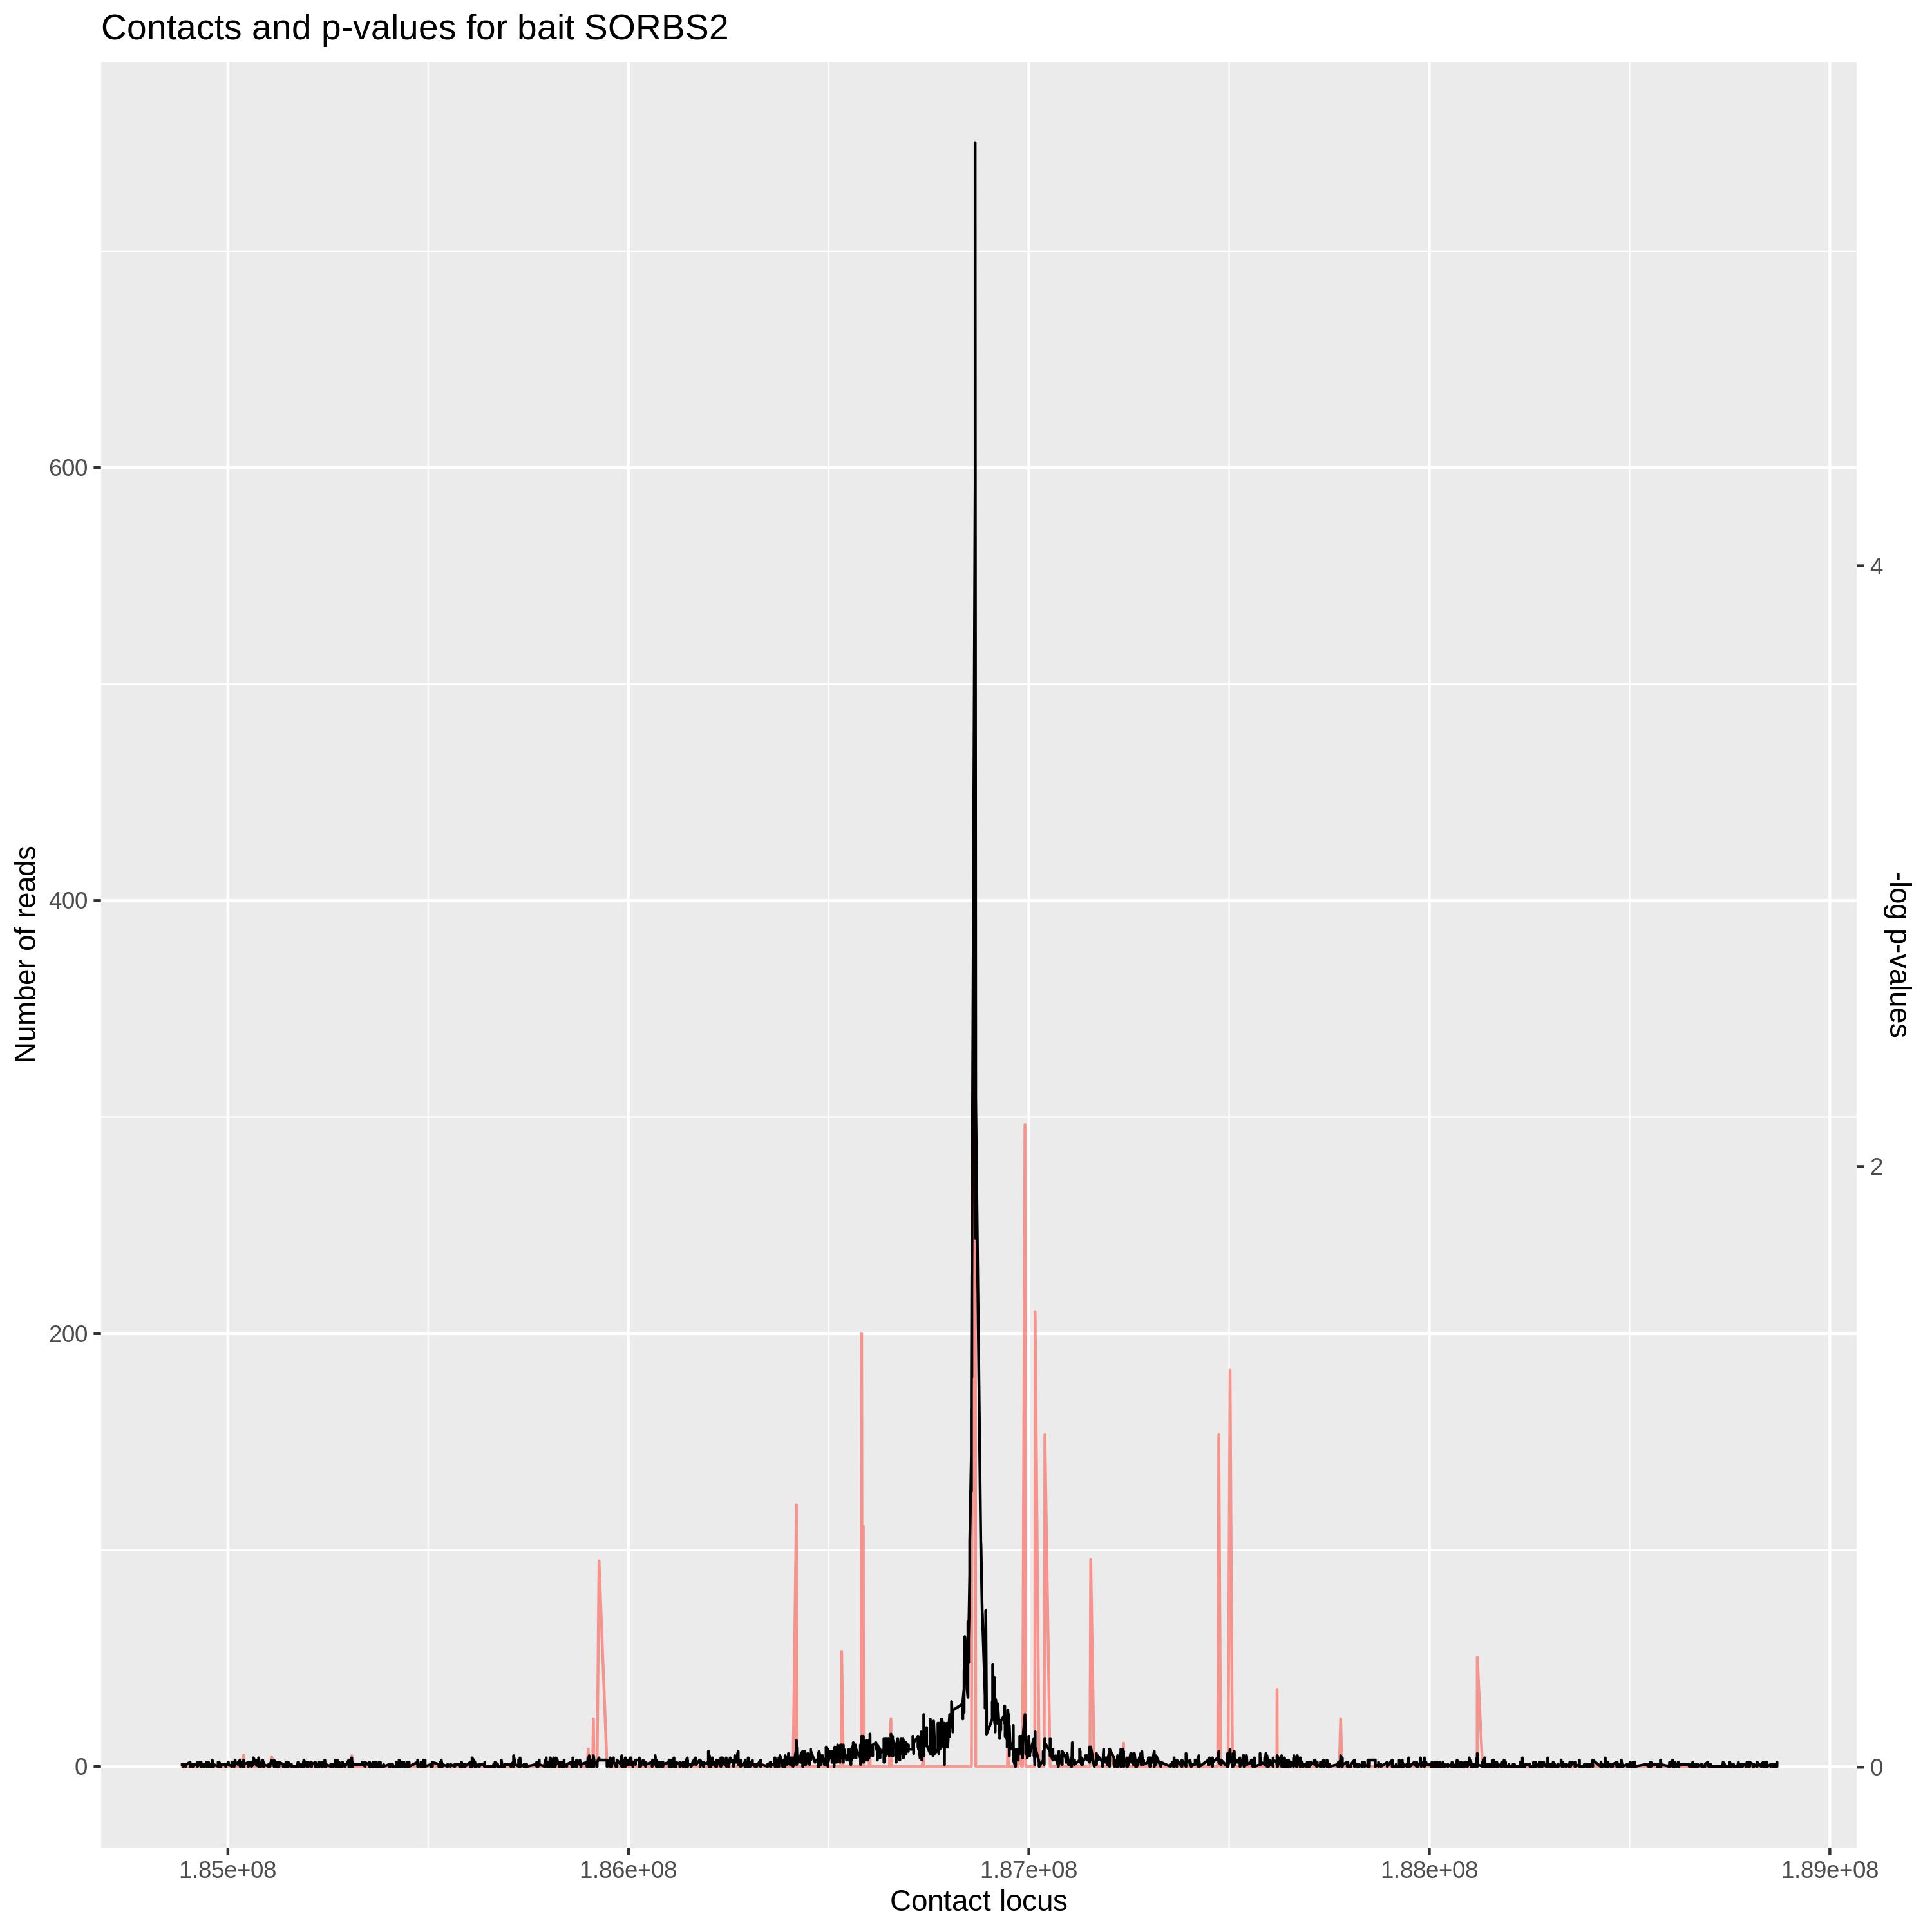 Contacts and p-values for bait SORBS2
Number of reads
600
400
200
0
4
2
0
-log p-values
1.85e+08
1.86e+08
1.87e+08
1.88e+08
1.89e+08
Contact locus